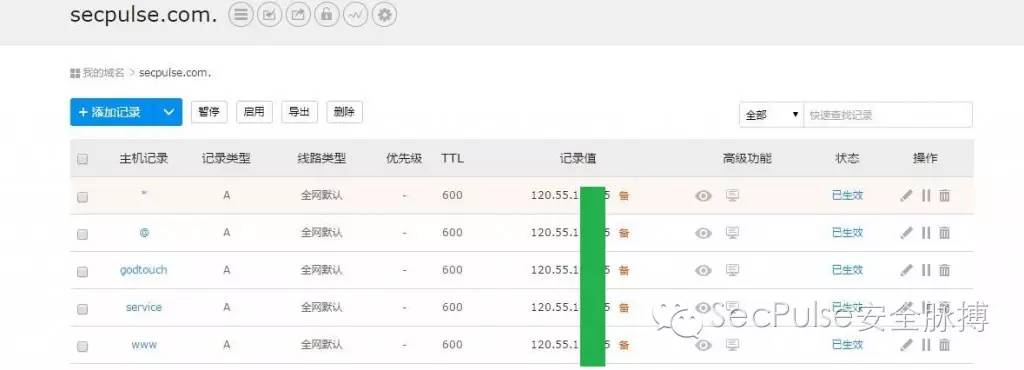 secpulse.com.
我的域名 > secpulse.com.
+ 添加记录 暂停 启用 导出 删除 全部 快速查找记录
主机记录 记录类型 线路类型 优先级 TTL 记录值 高级功能 状态 操作
* A 全网默认 - 600 120.55.1 5 备 已生效
@ A 全网默认 - 600 120.55.1 5 备 已生效
godtouch A 全网默认 - 600 120.55.1 5 备 已生效
service A 全网默认 - 600 120.55.1 5 备 已生效
SecPulse安全脉搏
www A 全网默认 - 600 120.55.1 5 备 已生效